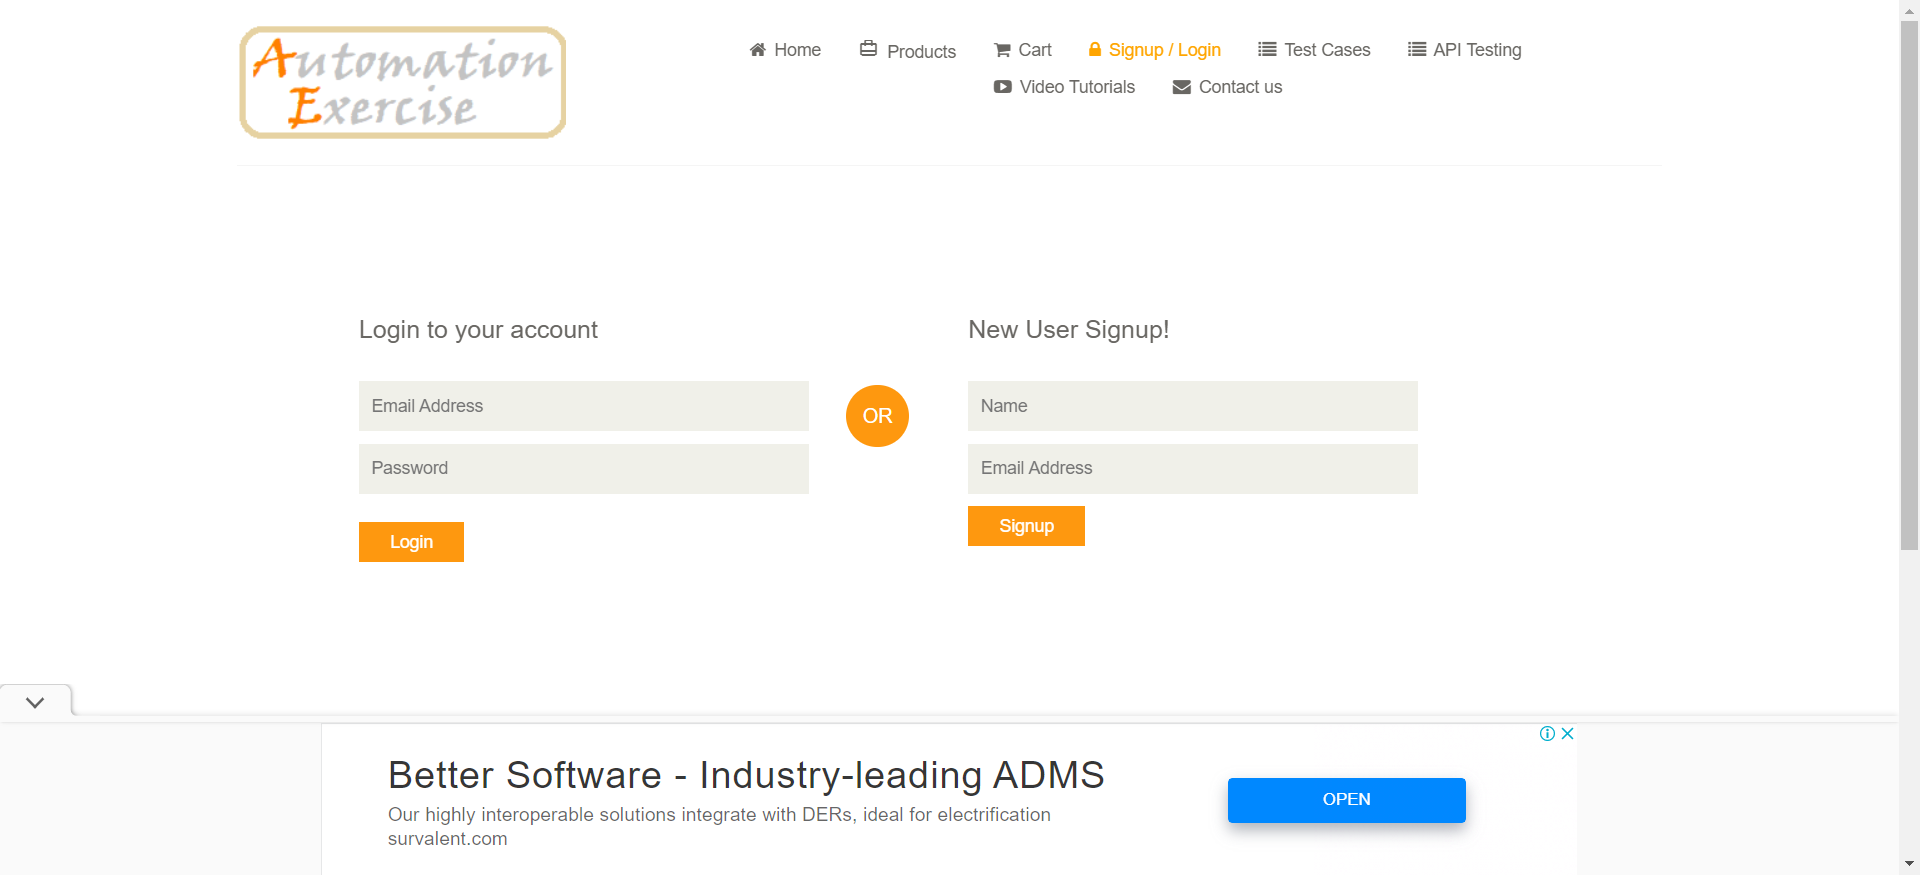 Automation
Exercise
Home
Products
Cart
Signup / Login
Test Cases
API Testing
Video Tutorials
Contact us
Login to your account
Email Address
Password
Login
OR
New User Signup!
Name
Email Address
Signup
Better Software - Industry-leading ADMS
Our highly interoperable solutions integrate with DERs, ideal for electrification
survalent.com
OPEN